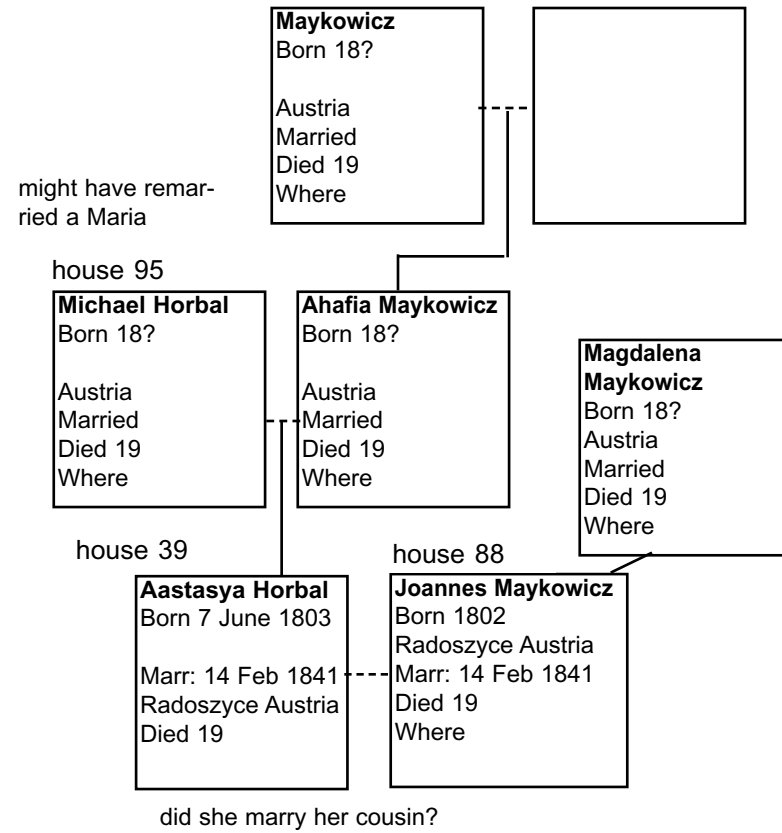 Maykowicz
Born 18?
Austria
Married
Died 19
Where
might have remar-
ried a Maria
house 95
Michael Horbal
Born 18?
Austria
Married
Died 19
Where
Ahafia Maykowicz
Born 18?
Austria
Married
Died 19
Where
Magdalena
Maykowicz
Born 18?
Austria
Married
Died 19
Where
house 39
Aastasya Horbal
Born 7 June 1803
Marr: 14 Feb 1841
Radoszyce Austria
Died 19
house 88
Joannes Maykowicz
Born 1802
Radoszyce Austria
Marr: 14 Feb 1841
Died 19
Where
did she marry her cousin?